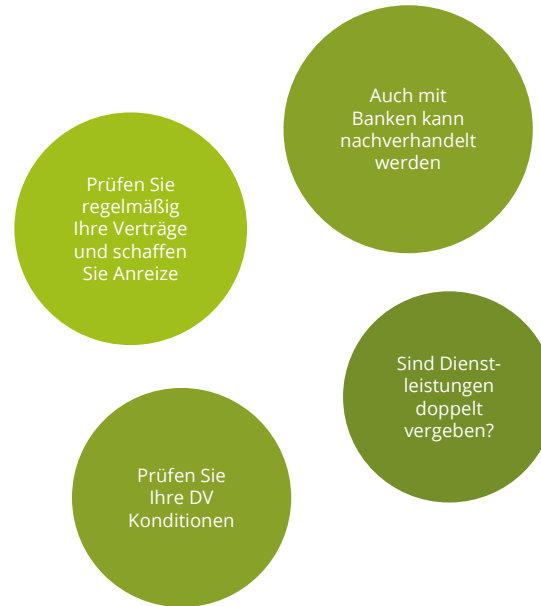 Auch mit
Banken kann
nachverhandelt
werden
Prüfen Sie
regelmäßig
Ihre Verträge
und schaffen
Sie Anreize
Sind Dienst-
leistungen
doppelt
vergeben?
Prüfen Sie
Ihre DV
Konditionen